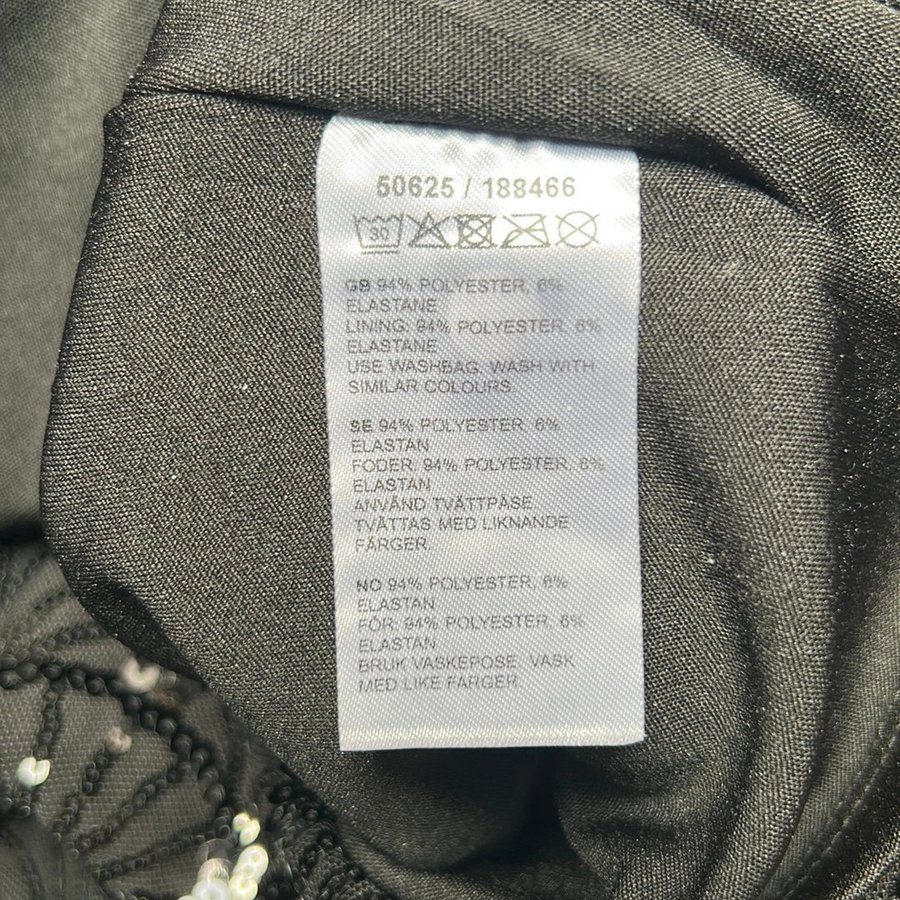 50625 / 188466
30
GB 94% POLYESTER, 6%
ELASTANE
LINING: 94% POLYESTER, 6%
ELASTANE
USE WASHBAG, WASH WITH
SIMILAR COLOURS
SE 94% POLYESTER, 6%
ELASTAN
FODER: 94% POLYESTER, 6%
ELASTAN
ANVÄND TVÄTTPÅSE
TVÄTTAS MED LIKNANDE
FÄRGER.
NO 94% POLYESTER, 6%
ELASTAN
FÔR: 94% POLYESTER, 6%
ELASTAN
BRUK VASKEPOSE, VASK
MED LIKE FARGER